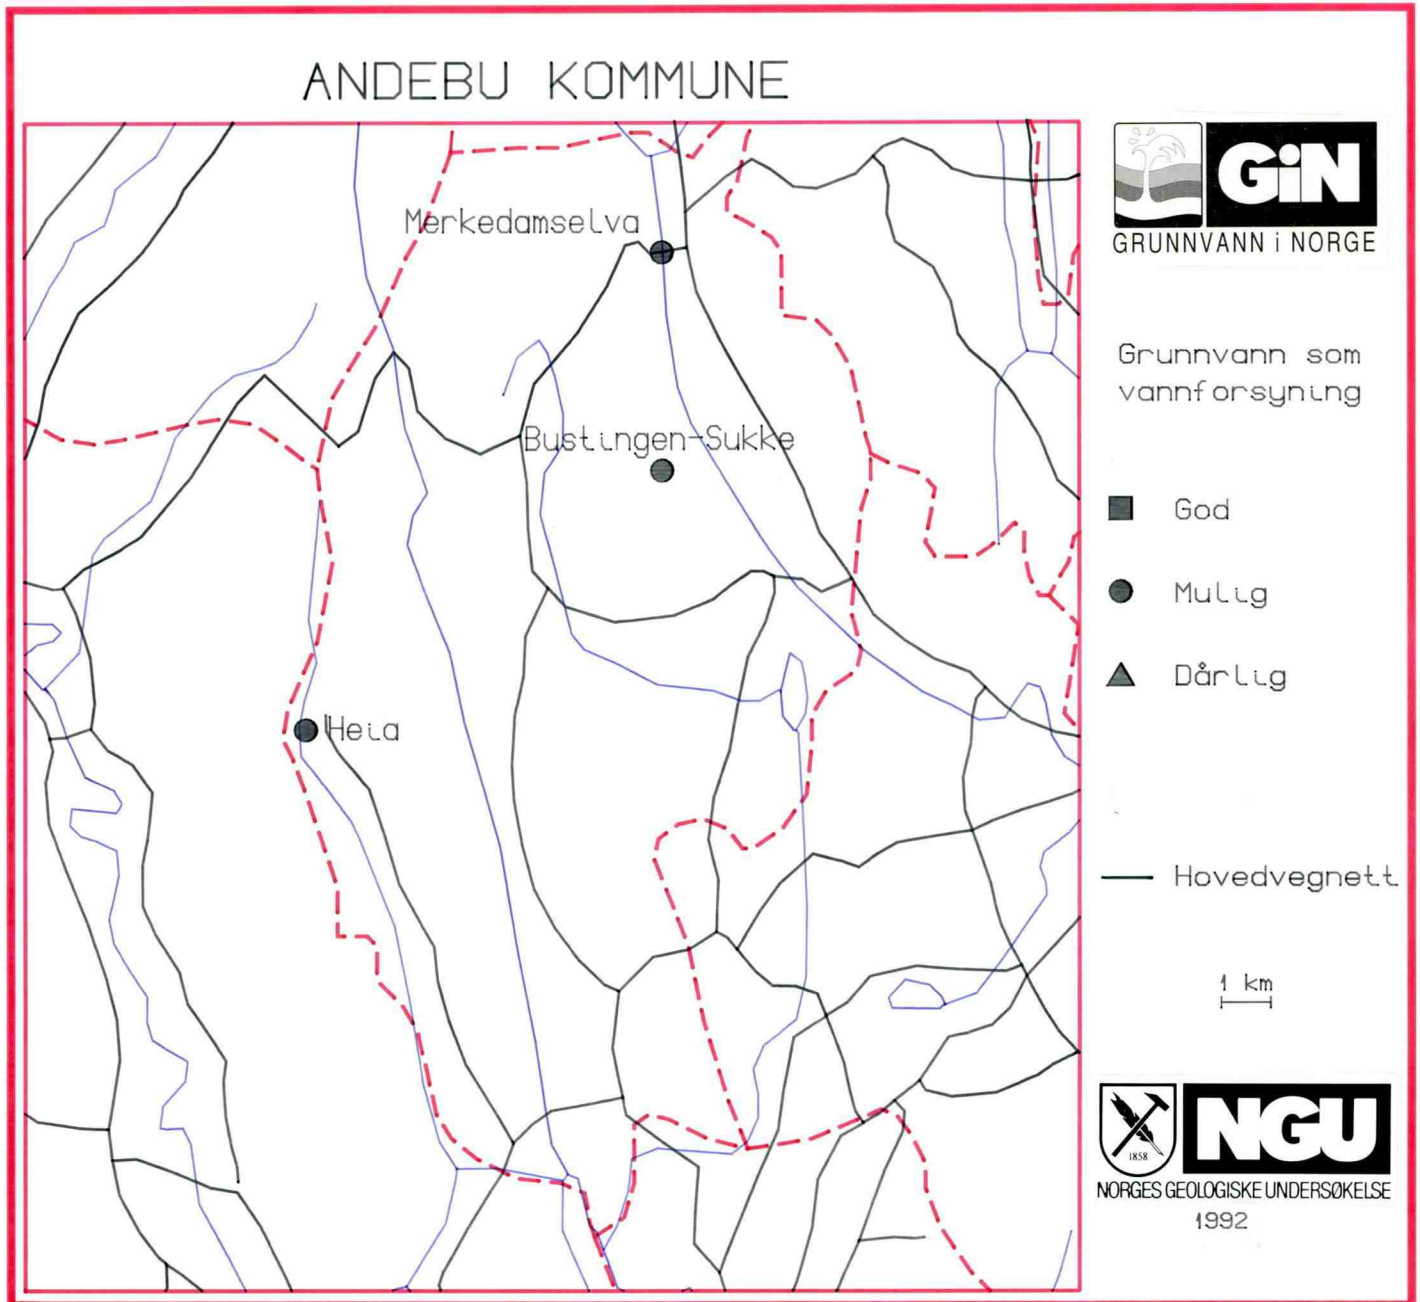 ANDEBU KOMMUNE
Merkedamselva
Bustingen-Sukke
Heia
GiN
GRUNNVANN i NORGE
Grunnvann som
vannforsyning
God
Mulig
Dårlig
Hovedvegnett
1 km
1858
NGU
NORGES GEOLOGISKE UNDERSØKELSE
1992